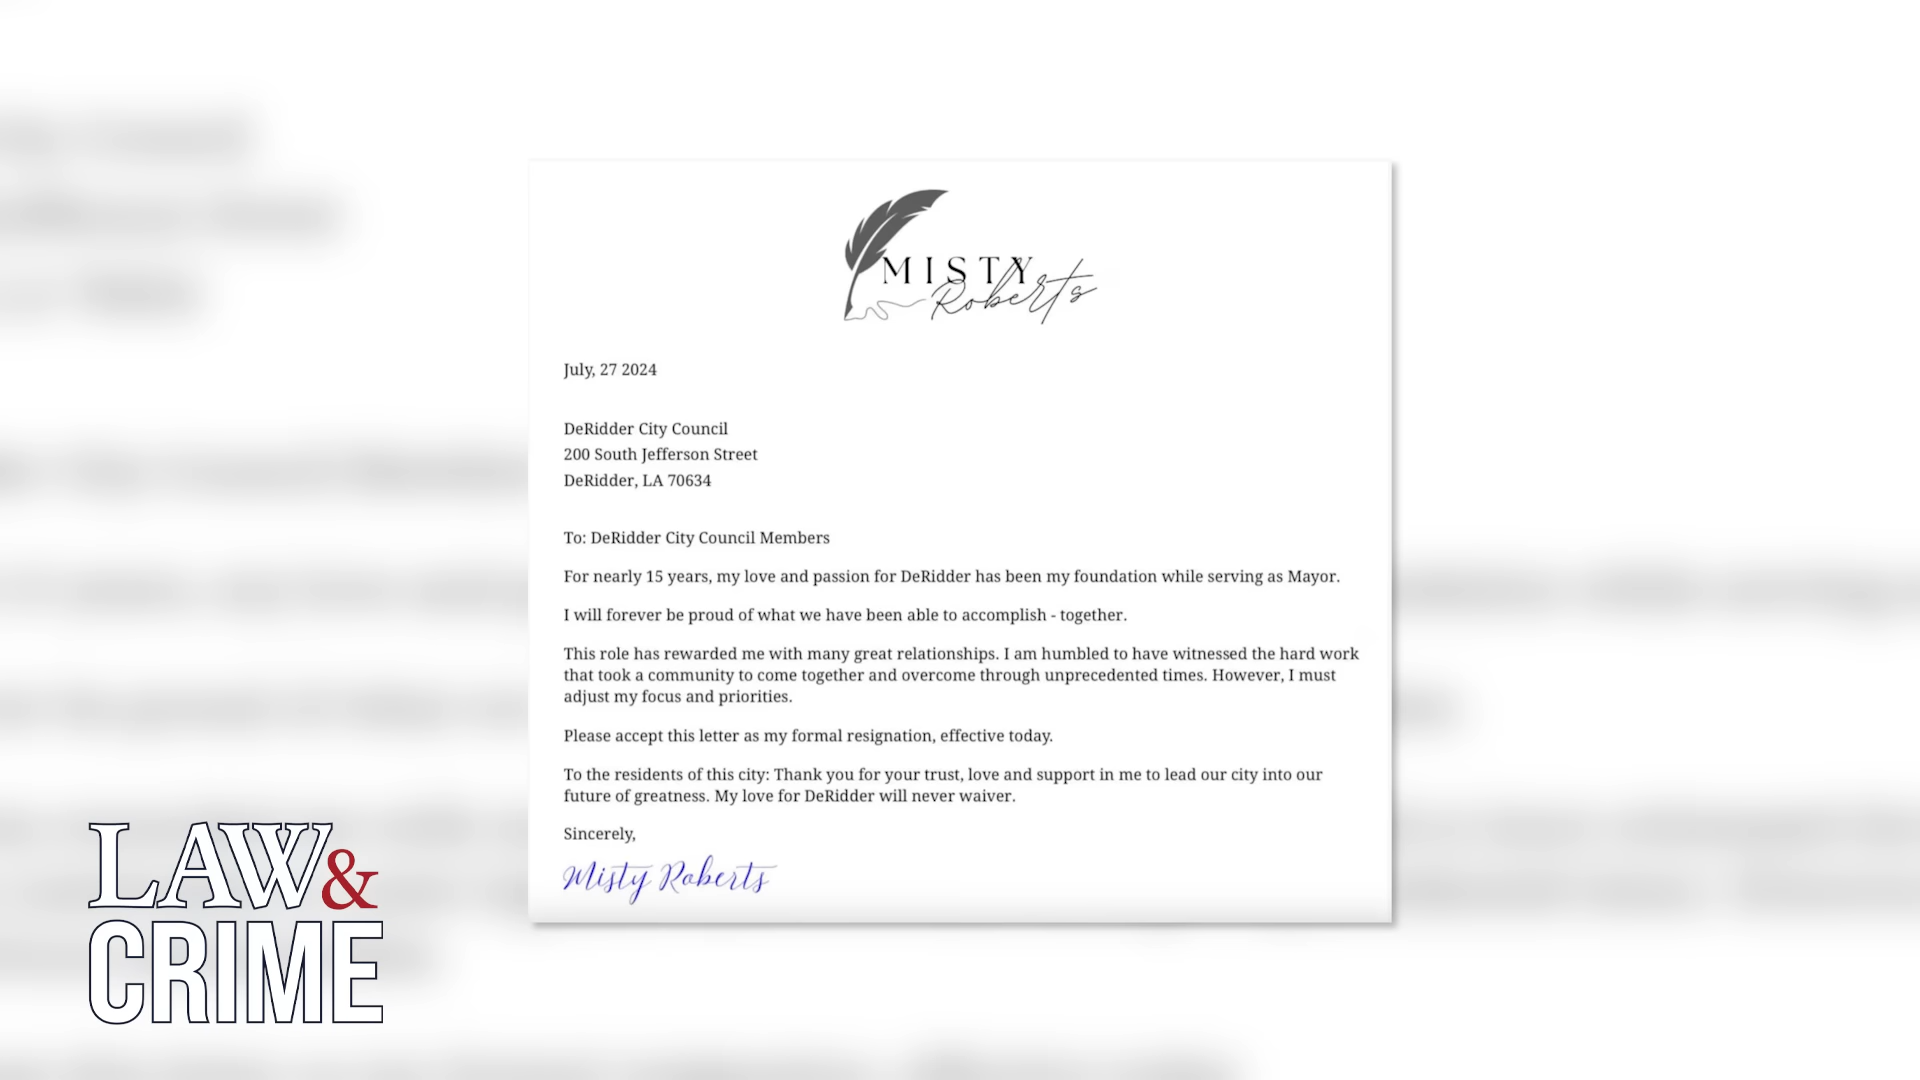 MISTY
Roberts
July, 27 2024
DeRidder City Council
200 South Jefferson Street
DeRidder, LA 70634
To: DeRidder City Council Members
For nearly 15 years, my love and passion for DeRidder has been my foundation while serving as Mayor.
I will forever be proud of what we have been able to accomplish - together.
This role has rewarded me with many great relationships. I am humbled to have witnessed the hard work
that took a community to come together and overcome through unprecedented times. However, I must
adjust my focus and priorities.
Please accept this letter as my formal resignation, effective today.
To the residents of this city: Thank you for your trust, love and support in me to lead our city into our
future of greatness. My love for DeRidder will never waiver.
Sincerely,
Misty Roberts
LAW&
CRIME